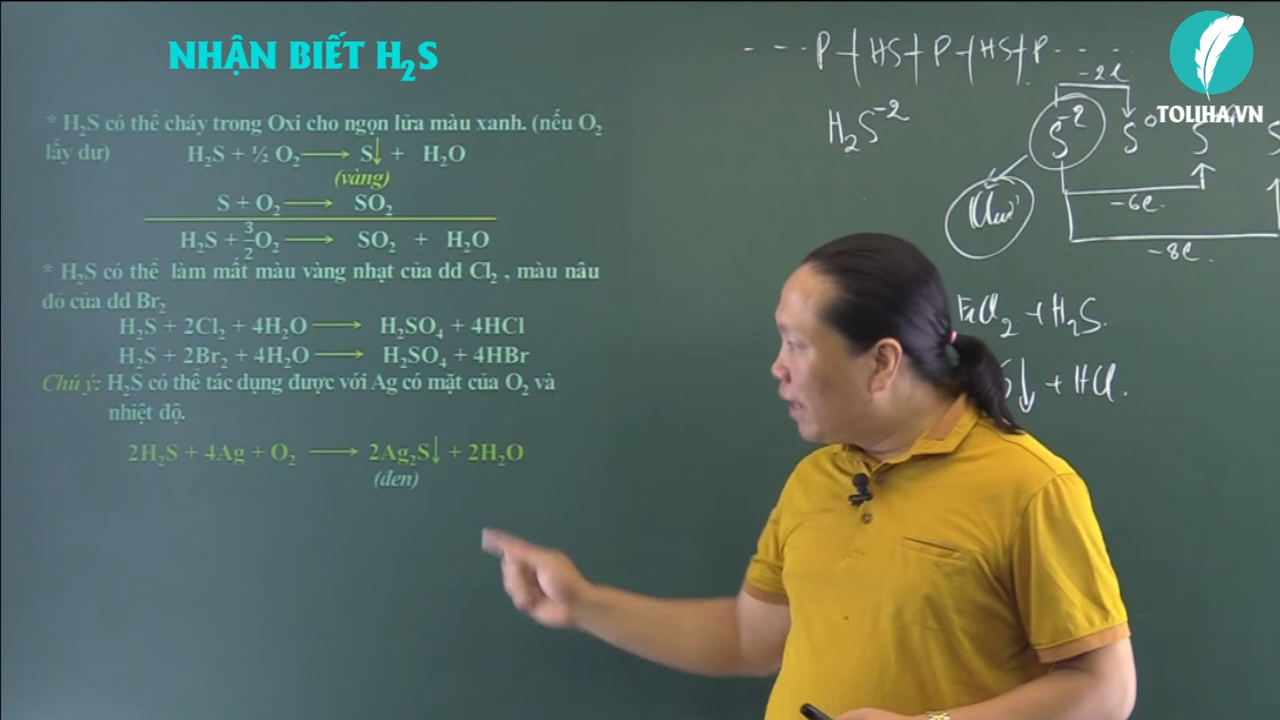 NHẬN BIẾT H₂S
* H₂S có thể cháy trong Oxi cho ngọn lửa màu xanh. (nếu O₂
lấy dư)
H₂S + ½ O₂ ⟶ S↓ + H₂O
(vàng)
S + O₂ ⟶ SO₂
H₂S + 3/2 O₂ ⟶ SO₂ + H₂O
* H₂S có thể làm mất màu vàng nhạt của dd Cl₂ , màu nâu
đỏ của dd Br₂
H₂S + 2Cl₂ + 4H₂O ⟶ H₂SO₄ + 4HCl
H₂S + 2Br₂ + 4H₂O ⟶ H₂SO₄ + 4HBr
Chú ý: H₂S có thể tác dụng được với Ag có mặt của O₂ và
nhiệt độ.
2H₂S + 4Ag + O₂ ⟶ 2Ag₂S↓ + 2H₂O
(đen)
----P + HS + P + HS + P----
-2e
H₂S⁻²
S⁻² S⁰ S
-6e
-8e.
+ H₂S.
S↓ + HCl.
TOLIHA.VN